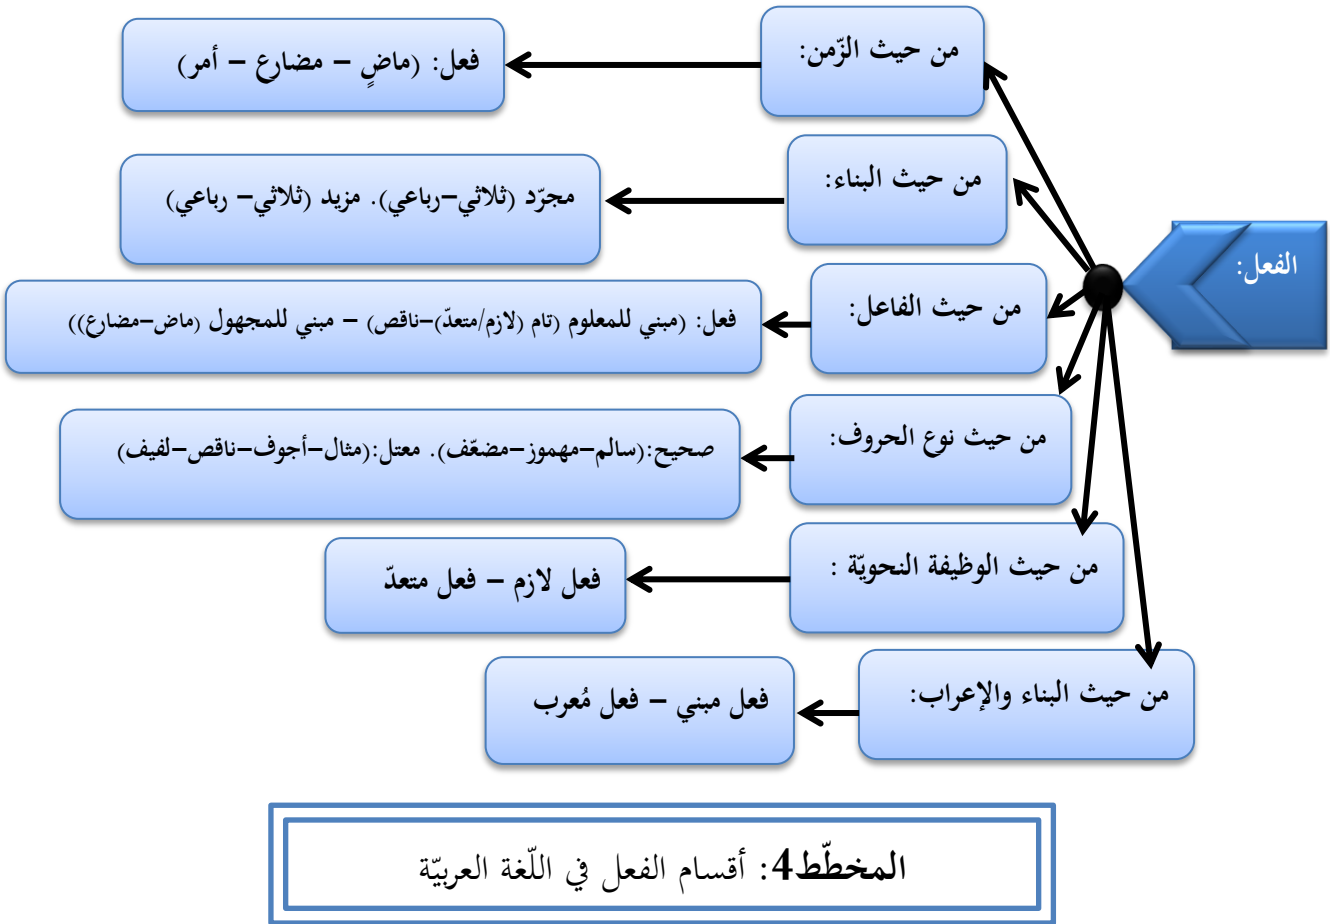 الفعل:
من حيث الزّمن:
فعل: (ماضٍ – مضارع – أمر)
من حيث البناء:
مجرّد (ثلاثي–رباعي). مزيد (ثلاثي– رباعي)
من حيث الفاعل:
فعل: (مبني للمعلوم (تام (لازم/متعدّ)–ناقص) – مبني للمجهول (ماض–مضارع))
من حيث نوع الحروف:
صحيح:(سالم–مهموز–مضعّف). معتل:(مثال–أجوف–ناقص–لفيف)
من حيث الوظيفة النحويّة :
فعل لازم – فعل متعدّ
من حيث البناء والإعراب:
فعل مبني – فعل مُعرب
المخطّط4: أقسام الفعل في اللّغة العربيّة